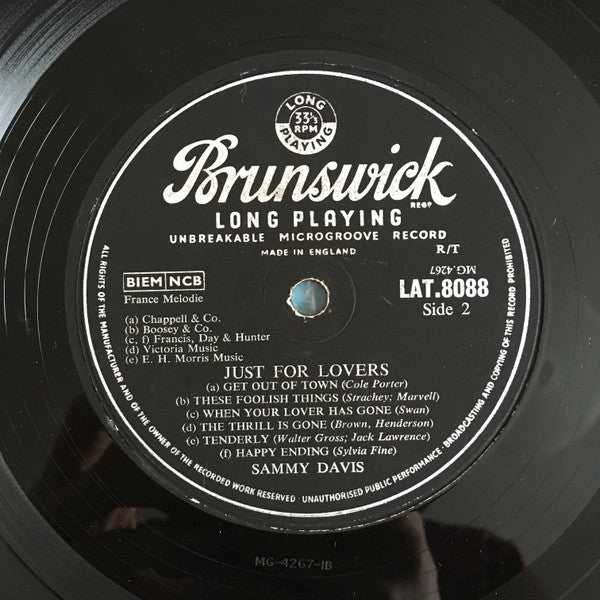 LONG
33⅓
RPM
PLAYING
Brunswick
REGD
LONG PLAYING
UNBREAKABLE MICROGROOVE RECORD
MADE IN ENGLAND
R/T
MG-4267
BIEM NCB
France Melodie
LAT.8088
Side 2
(a) Chappell & Co.
(b) Boosey & Co.
(c, f) Francis, Day & Hunter
(d) Victoria Music
(e) E. H. Morris Music
JUST FOR LOVERS
(a) GET OUT OF TOWN (Cole Porter)
(b) THESE FOOLISH THINGS (Strachey; Marvell)
(c) WHEN YOUR LOVER HAS GONE (Swan)
(d) THE THRILL IS GONE (Brown, Henderson)
(e) TENDERLY (Walter Gross; Jack Lawrence)
(f) HAPPY ENDING (Sylvia Fine)
SAMMY DAVIS
ALL RIGHTS OF THE MANUFACTURER AND OF THE OWNER OF THE RECORDED WORK RESERVED · UNAUTHORISED PUBLIC PERFORMANCE · BROADCASTING AND COPYING OF THIS RECORD PROHIBITED
MG-4267-1B